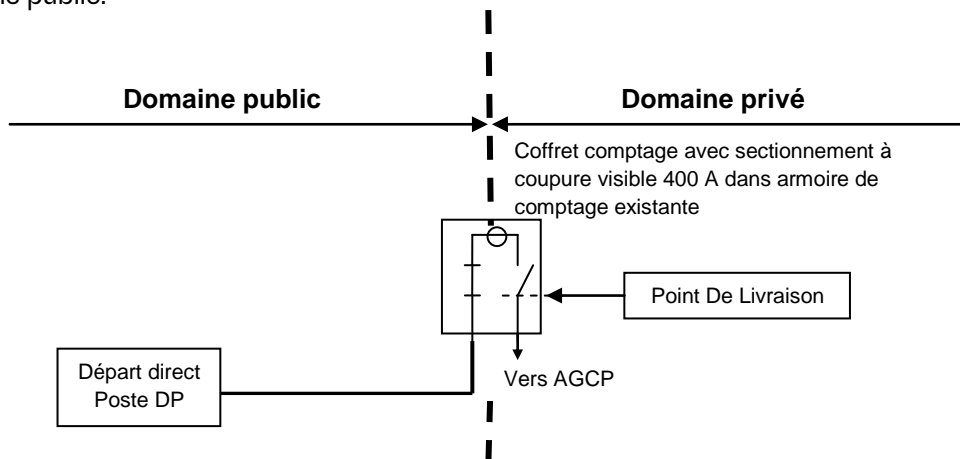 public.
Domaine public
Domaine privé
Coffret comptage avec sectionnement à
coupure visible 400 A dans armoire de
comptage existante
Point De Livraison
Départ direct
Poste DP
Vers AGCP